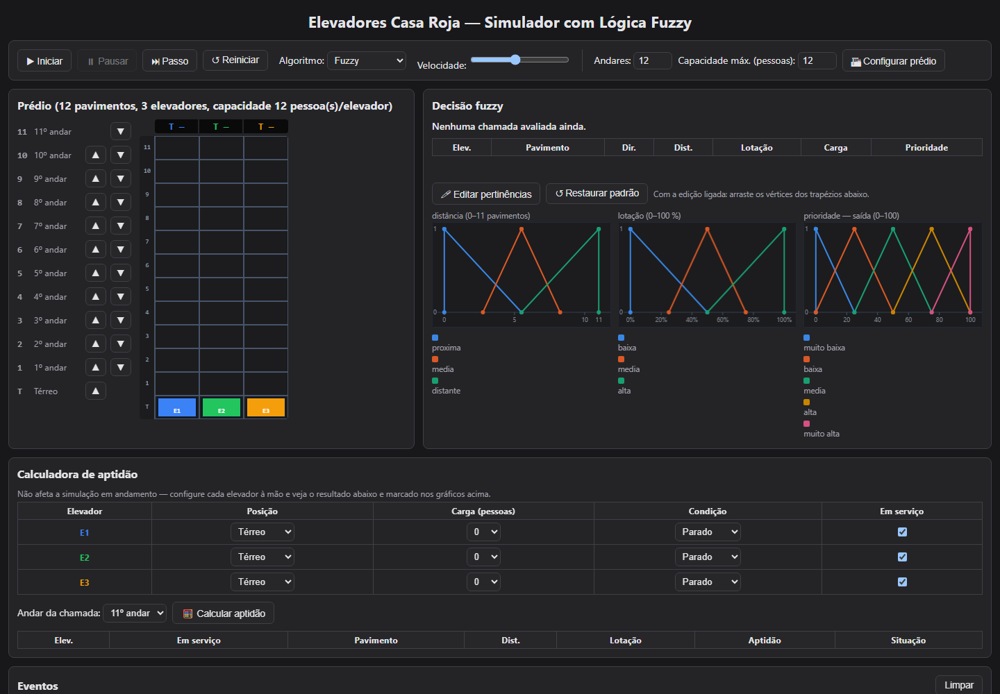 Elevadores Casa Roja — Simulador com Lógica Fuzzy
▶ Iniciar ⏸ Pausar ⏭ Passo ↺ Reiniciar Algoritmo: Fuzzy Velocidade: Andares: 12 Capacidade máx. (pessoas): 12 Configurar prédio
Prédio (12 pavimentos, 3 elevadores, capacidade 12 pessoa(s)/elevador)
T — T — T —
11 11º andar ▼
10 10º andar ▲ ▼
9 9º andar ▲ ▼
8 8º andar ▲ ▼
7 7º andar ▲ ▼
6 6º andar ▲ ▼
5 5º andar ▲ ▼
4 4º andar ▲ ▼
3 3º andar ▲ ▼
2 2º andar ▲ ▼
1 1º andar ▲ ▼
T Térreo ▲
11
10
9
8
7
6
5
4
3
2
1
T E1 E2 E3
Decisão fuzzy
Nenhuma chamada avaliada ainda.
Elev. Pavimento Dir. Dist. Lotação Carga Prioridade
Editar pertinências ↺ Restaurar padrão Com a edição ligada: arraste os vértices dos trapézios abaixo.
distância (0–11 pavimentos)
1
0
0 5 10 11
proxima
media
distante
lotação (0–100 %)
1
0
0% 20% 40% 60% 80% 100%
baixa
media
alta
prioridade — saída (0–100)
1
0
0 20 40 60 80 100
muito baixa
baixa
media
alta
muito alta
Calculadora de aptidão
Não afeta a simulação em andamento — configure cada elevador à mão e veja o resultado abaixo e marcado nos gráficos acima.
Elevador Posição Carga (pessoas) Condição Em serviço
E1 Térreo 0 Parado
E2 Térreo 0 Parado
E3 Térreo 0 Parado
Andar da chamada: 11º andar Calcular aptidão
Elev. Em serviço Pavimento Dist. Lotação Aptidão Situação
Eventos Limpar